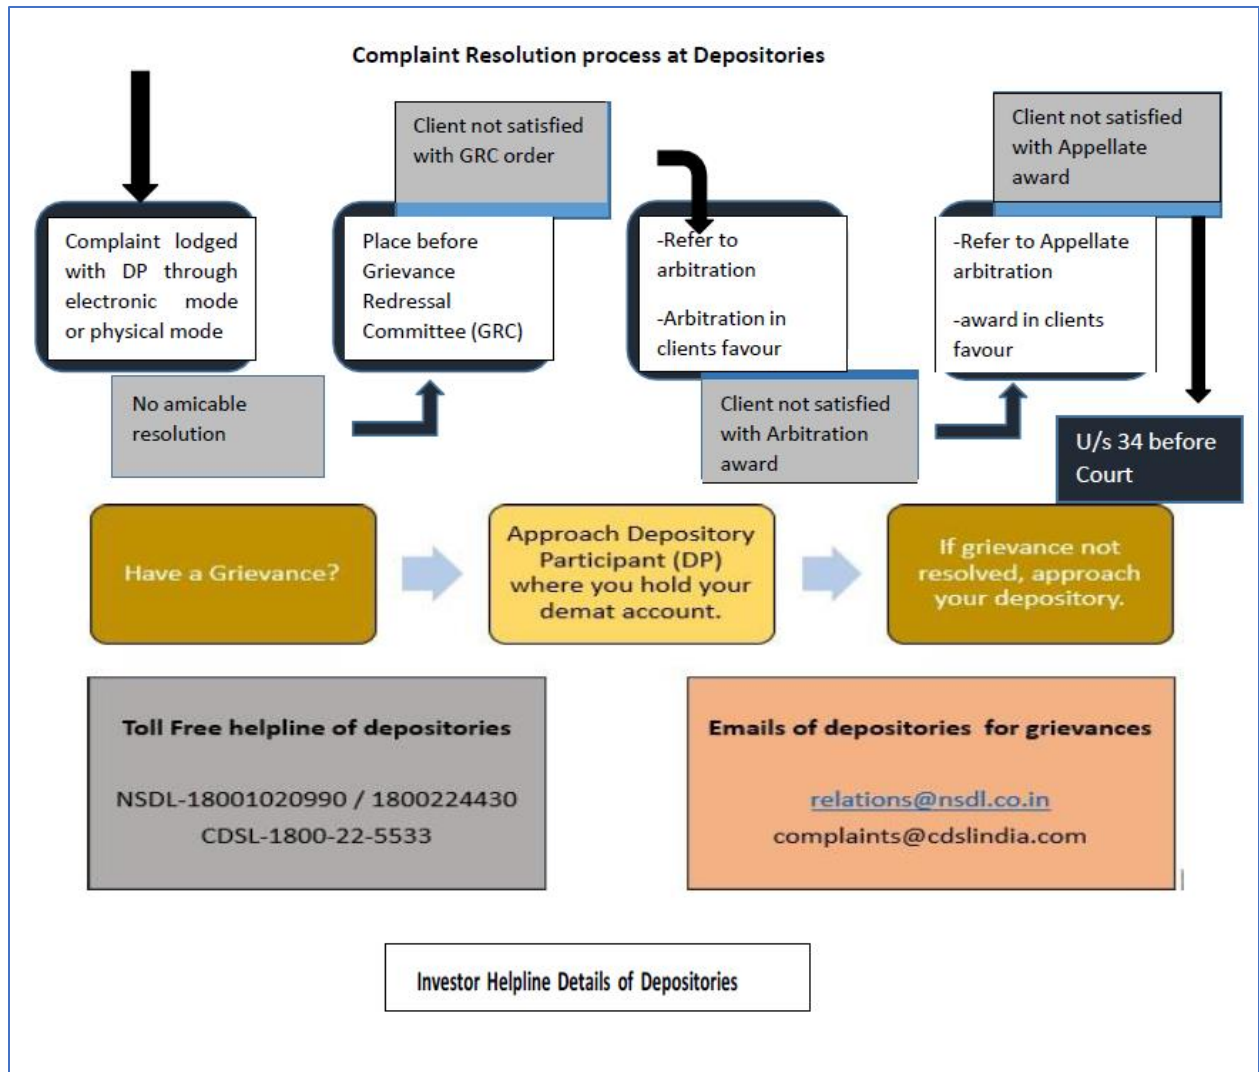 Complaint Resolution process at Depositories
Client not satisfied
with GRC order
Client not satisfied
with Appellate
award
Complaint lodged
with DP through
electronic mode
or physical mode
Place before
Grievance
Redressal
Committee (GRC)
-Refer to
arbitration
-Arbitration in
clients favour
-Refer to Appellate
arbitration
-award in clients
favour
No amicable
resolution
Client not satisfied
with Arbitration
award
U/s 34 before
Court
Have a Grievance?
Approach Depository
Participant (DP)
where you hold your
demat account.
If grievance not
resolved, approach
your depository.
Toll Free helpline of depositories
NSDL-18001020990 / 1800224430
CDSL-1800-22-5533
Emails of depositories for grievances
relations@nsdl.co.in
complaints@cdslindia.com
Investor Helpline Details of Depositories